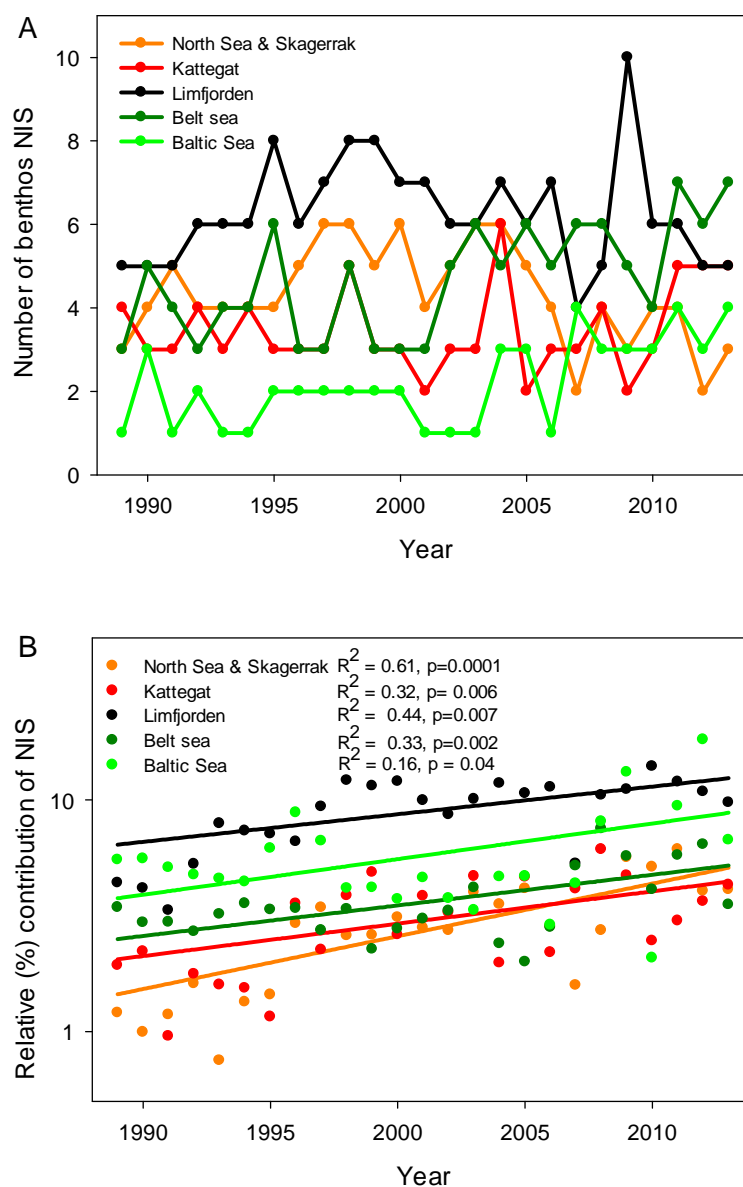 A
North Sea & Skagerrak
Kattegat
Limfjorden
Belt sea
Baltic Sea
Number of benthos NIS
10
8
6
4
2
0
1990 1995 2000 2005 2010
Year
B
North Sea & Skagerrak R² = 0.61, p=0.0001
Kattegat R² = 0.32, p= 0.006
Limfjorden R² = 0.44, p=0.007
Belt sea R² = 0.33, p=0.002
Baltic Sea R² = 0.16, p = 0.04
Relative (%) contribution of NIS
10
1
1990 1995 2000 2005 2010
Year